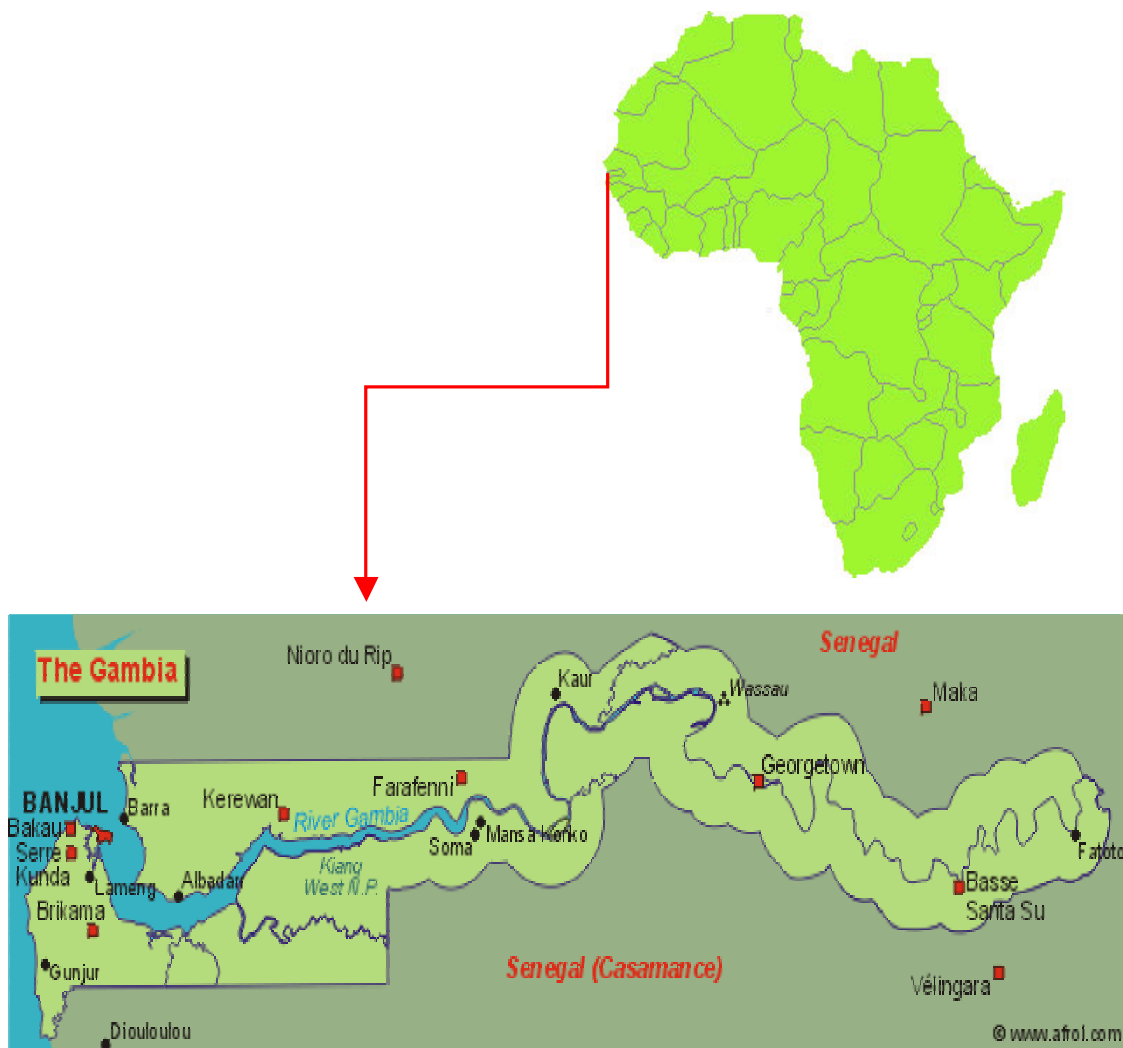 Senegal
The Gambia
Nioro du Rip
Kaur
Wassau
Maka
Georgetown
Farafenni
BANJUL
Barra
Kerewan
River Gambia
Bakau
Mansa Konko
Serre
Kunda
Soma
Fatoto
Kiang
West N.P.
Lameng
Albadan
Basse
Santa Su
Brikama
Gunjur
Senegal (Casamance)
Vélingara
Diouloulou
© www.afrol.com